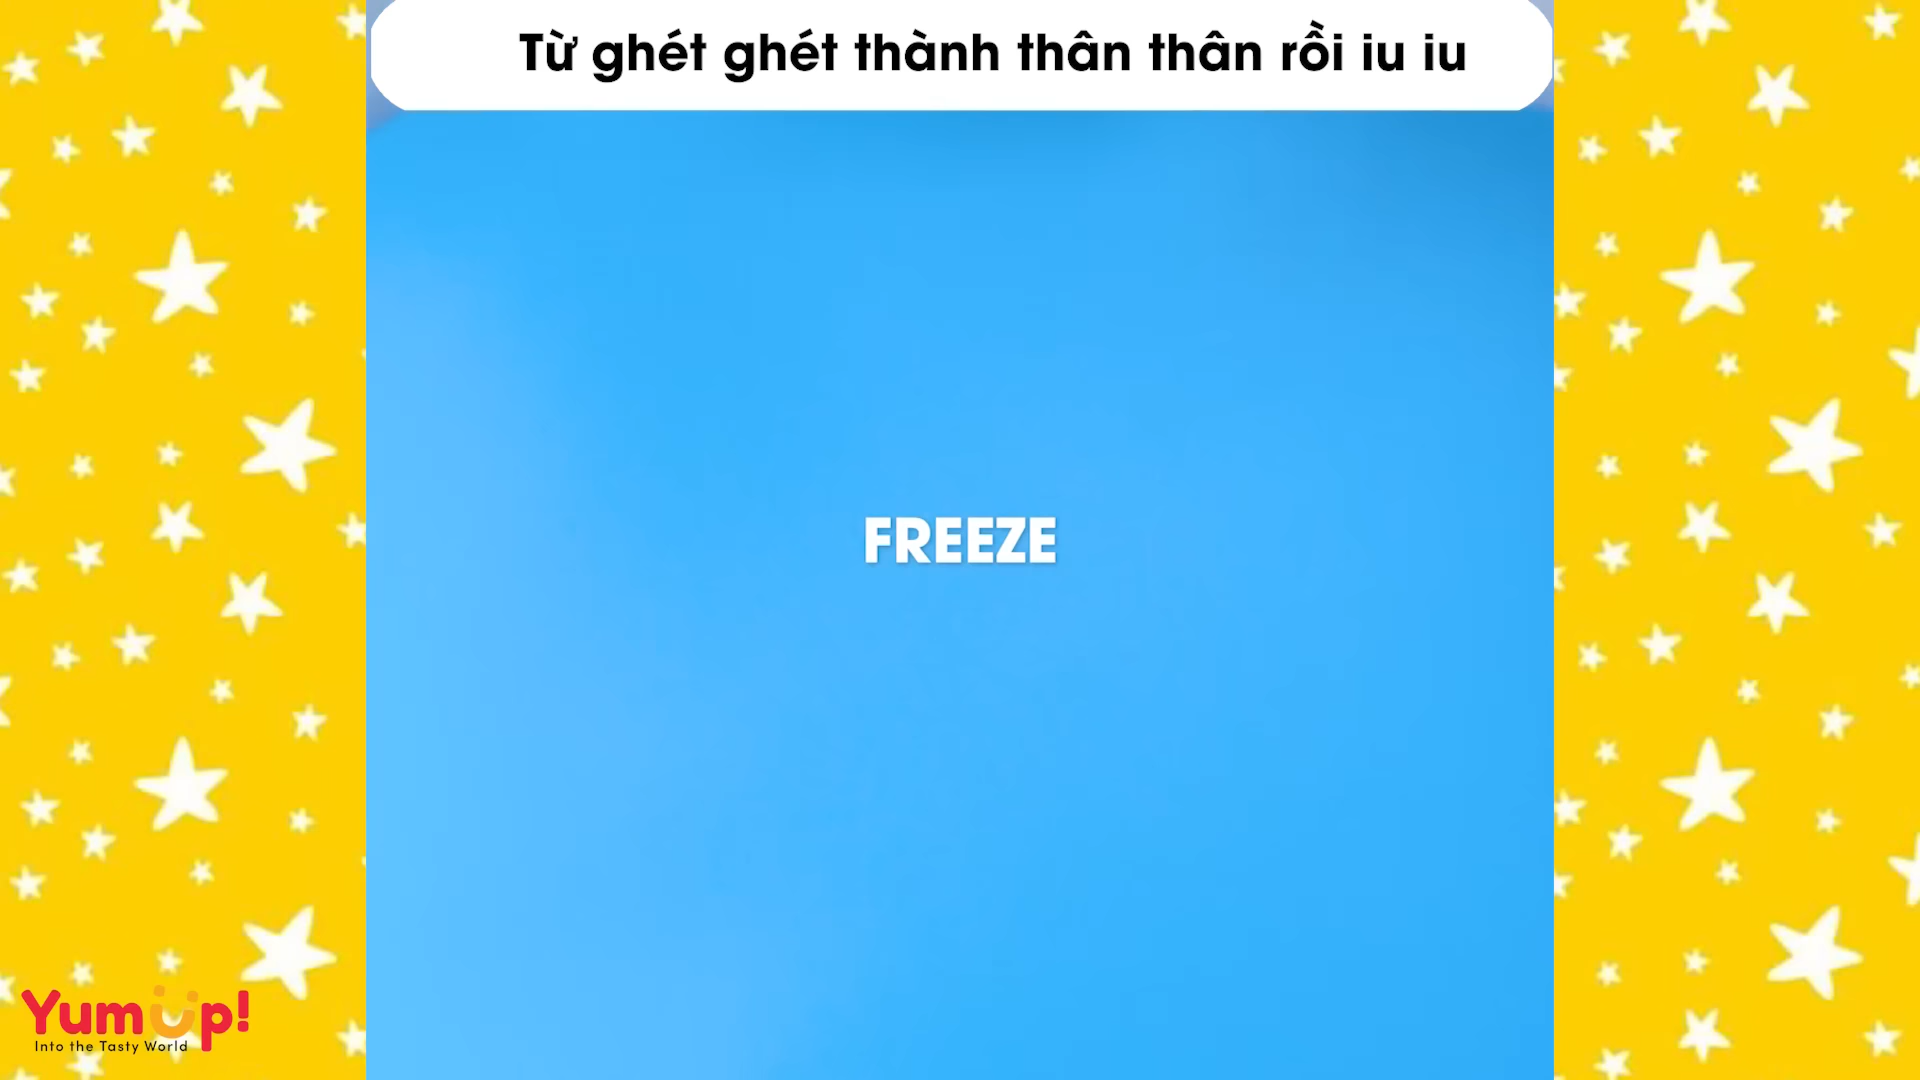 Từ ghét ghét thành thân thân rồi iu iu
FREEZE
YumUp!
Into the Tasty World